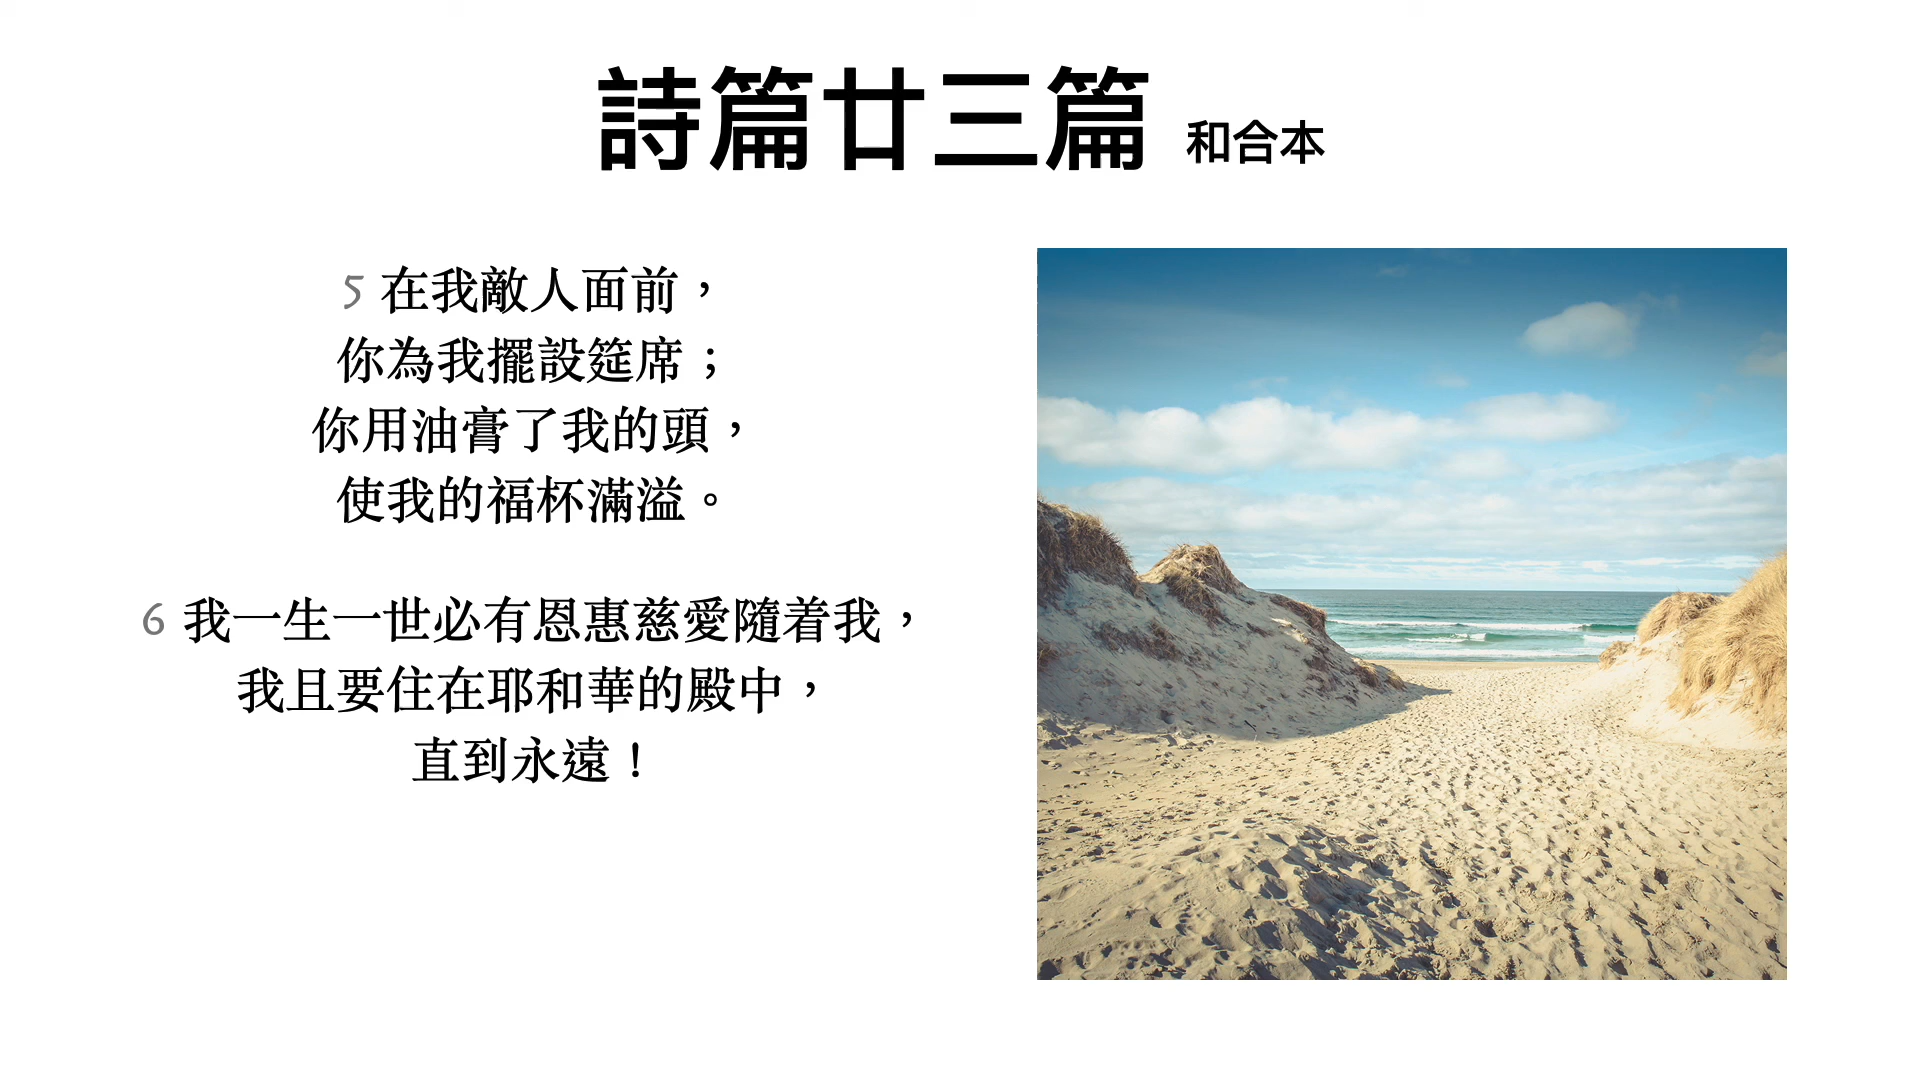 詩篇廿三篇 和合本
5 在我敵人面前，
你為我擺設筵席；
你用油膏了我的頭，
使我的福杯滿溢。
6 我一生一世必有恩惠慈愛隨着我，
我且要住在耶和華的殿中，
直到永遠！